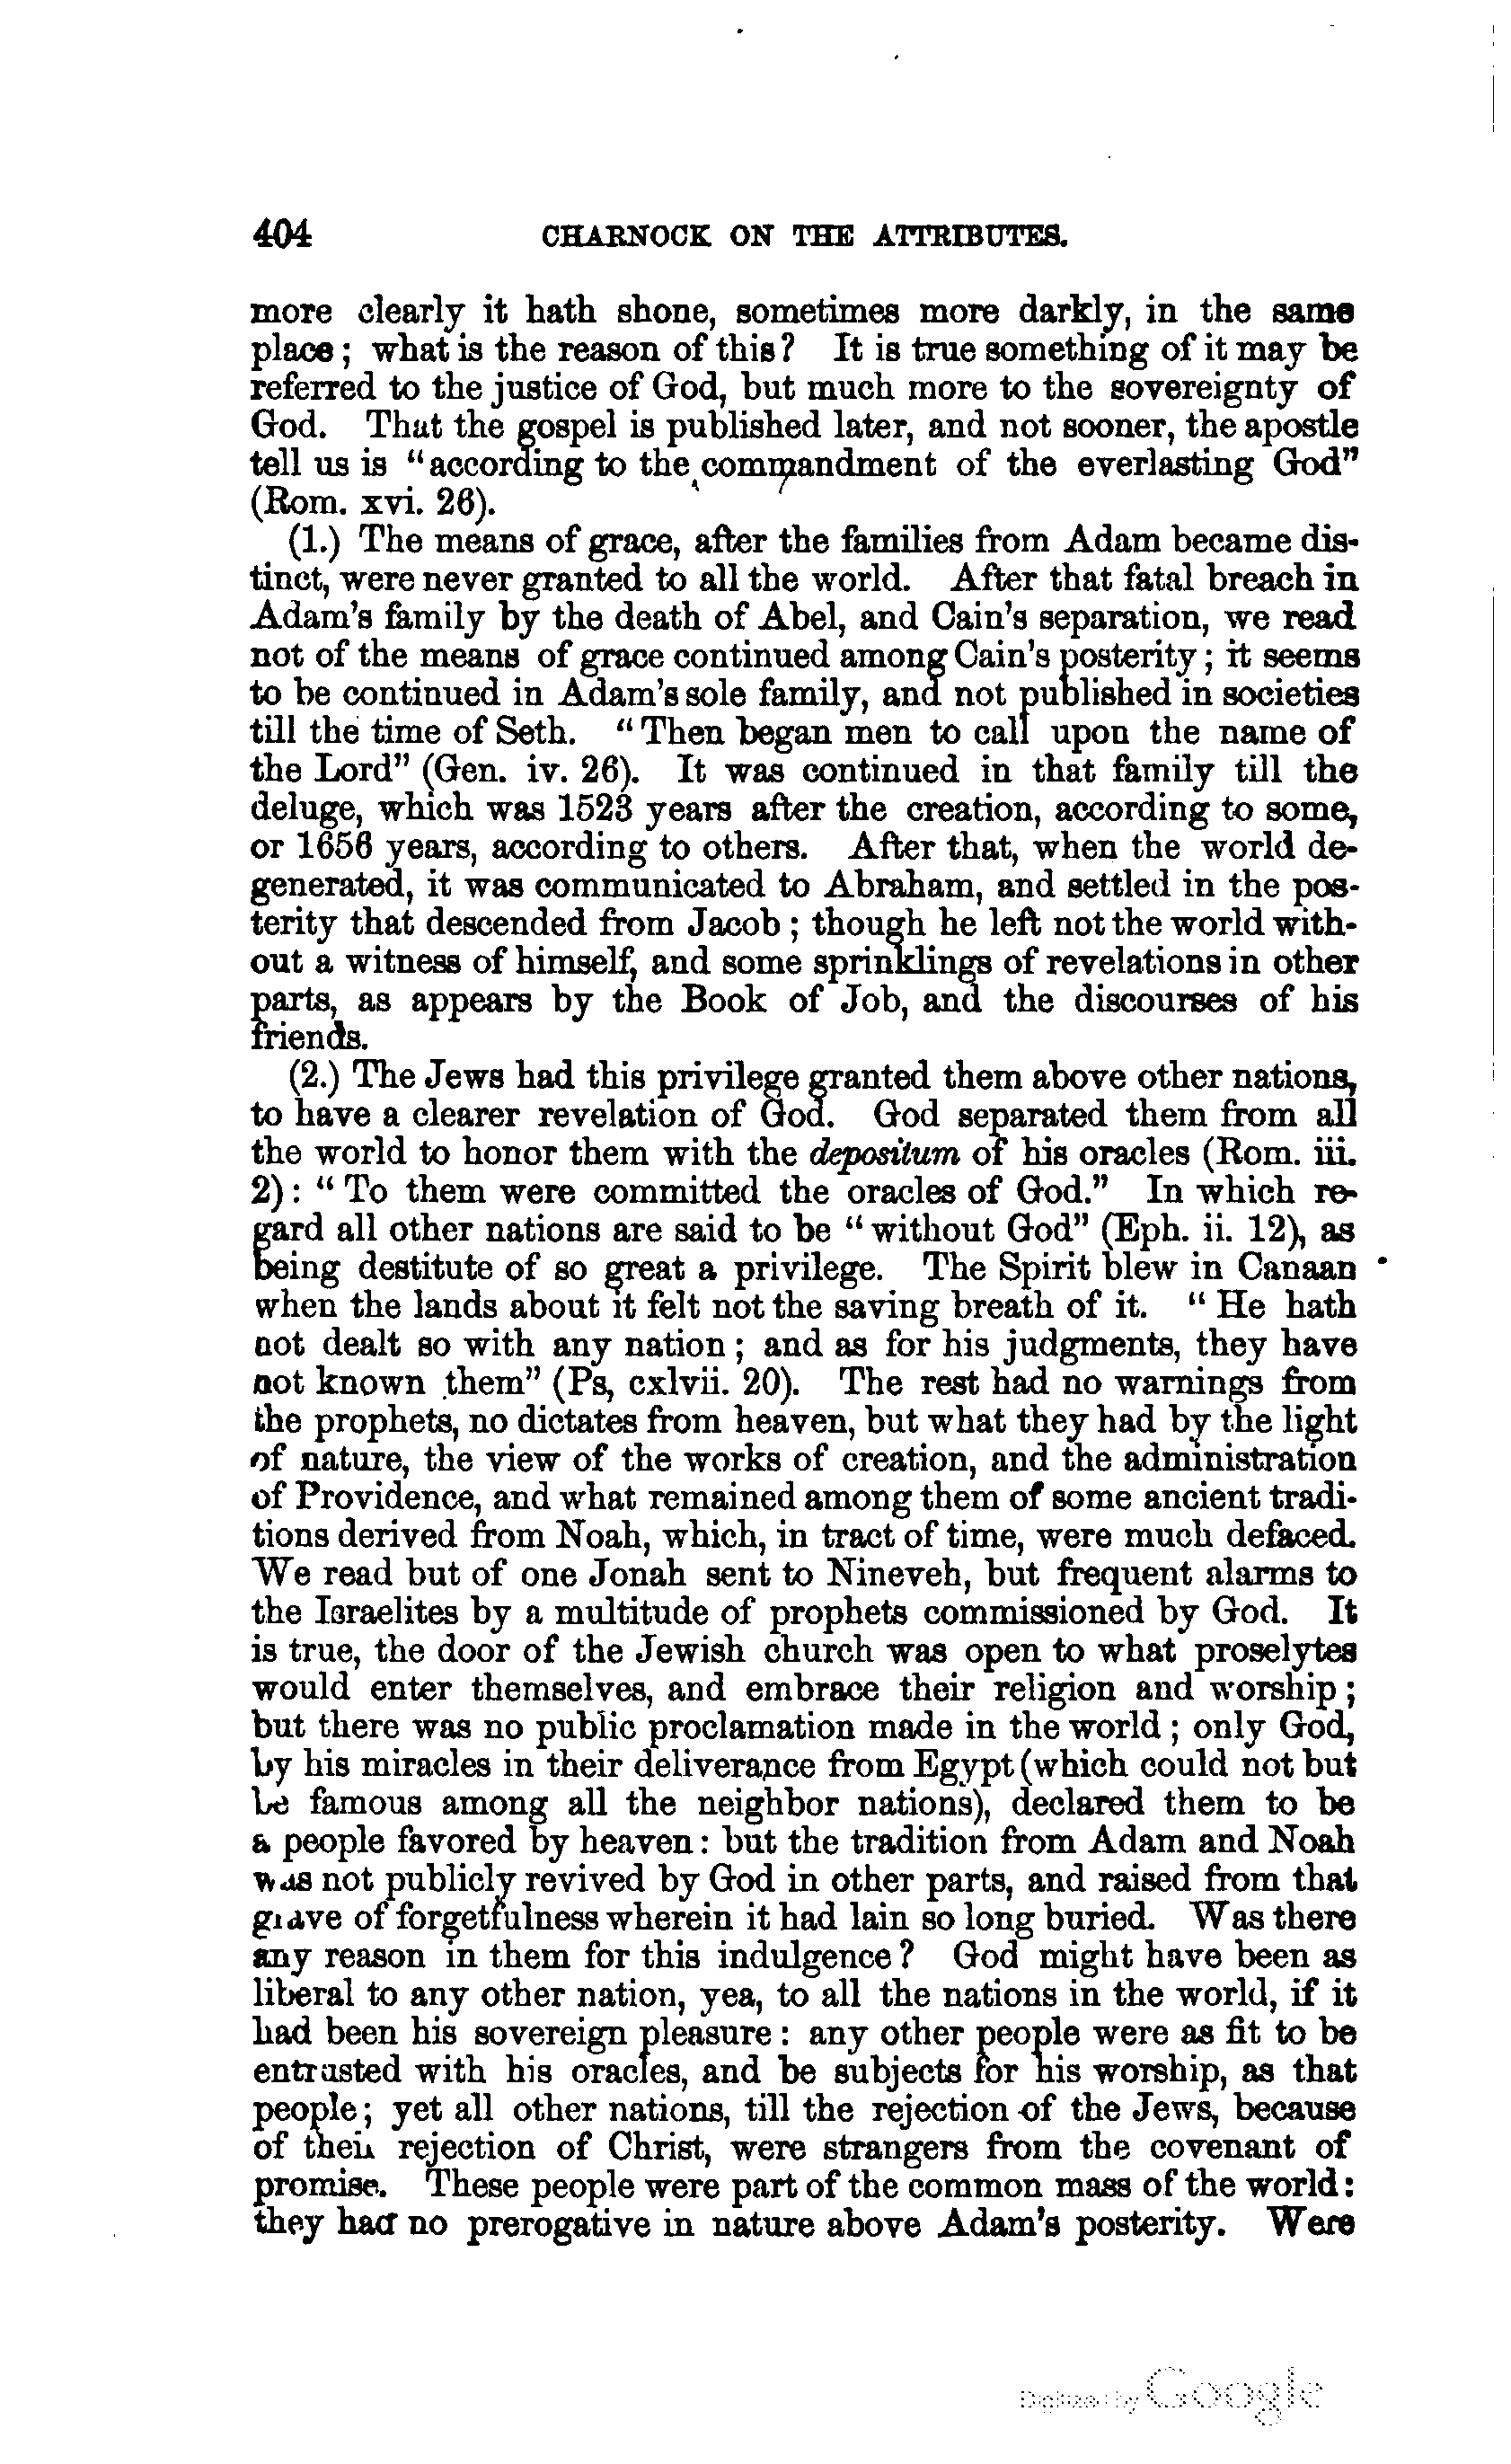 404 CHARNOCK ON THE ATTRIBUTES.
more clearly it hath shone, sometimes more darkly, in the same
place; what is the reason of this? It is true something of it may be
referred to the justice of God, but much more to the sovereignty of
God. That the gospel is published later, and not sooner, the apostle
tell us is "according to the commandment of the everlasting God"
(Rom. xvi. 26).
(1.) The means of grace, after the families from Adam became dis-
tinct, were never granted to all the world. After that fatal breach in
Adam's family by the death of Abel, and Cain's separation, we read
not of the means of grace continued among Cain's posterity; it seems
to be continued in Adam's sole family, and not published in societies
till the time of Seth. "Then began men to call upon the name of
the Lord" (Gen. iv. 26). It was continued in that family till the
deluge, which was 1523 years after the creation, according to some,
or 1656 years, according to others. After that, when the world de-
generated, it was communicated to Abraham, and settled in the pos-
terity that descended from Jacob; though he left not the world with-
out a witness of himself, and some sprinklings of revelations in other
parts, as appears by the Book of Job, and the discourses of his
friends.
(2.) The Jews had this privilege granted them above other nations,
to have a clearer revelation of God. God separated them from all
the world to honor them with the depositum of his oracles (Rom. iii.
2): "To them were committed the oracles of God." In which re-
gard all other nations are said to be "without God" (Eph. ii. 12), as
being destitute of so great a privilege. The Spirit blew in Canaan
when the lands about it felt not the saving breath of it. "He hath
not dealt so with any nation; and as for his judgments, they have
not known them" (Ps, cxlvii. 20). The rest had no warnings from
the prophets, no dictates from heaven, but what they had by the light
of nature, the view of the works of creation, and the administration
of Providence, and what remained among them of some ancient tradi-
tions derived from Noah, which, in tract of time, were much defaced.
We read but of one Jonah sent to Nineveh, but frequent alarms to
the Israelites by a multitude of prophets commissioned by God. It
is true, the door of the Jewish church was open to what proselytes
would enter themselves, and embrace their religion and worship;
but there was no public proclamation made in the world; only God,
by his miracles in their deliverance from Egypt (which could not but
be famous among all the neighbor nations), declared them to be
a people favored by heaven: but the tradition from Adam and Noah
was not publicly revived by God in other parts, and raised from that
grave of forgetfulness wherein it had lain so long buried. Was there
any reason in them for this indulgence? God might have been as
liberal to any other nation, yea, to all the nations in the world, if it
had been his sovereign pleasure: any other people were as fit to be
entrusted with his oracles, and be subjects for his worship, as that
people; yet all other nations, till the rejection of the Jews, because
of their rejection of Christ, were strangers from the covenant of
promise. These people were part of the common mass of the world:
they had no prerogative in nature above Adam's posterity. Were
Digitized by Google